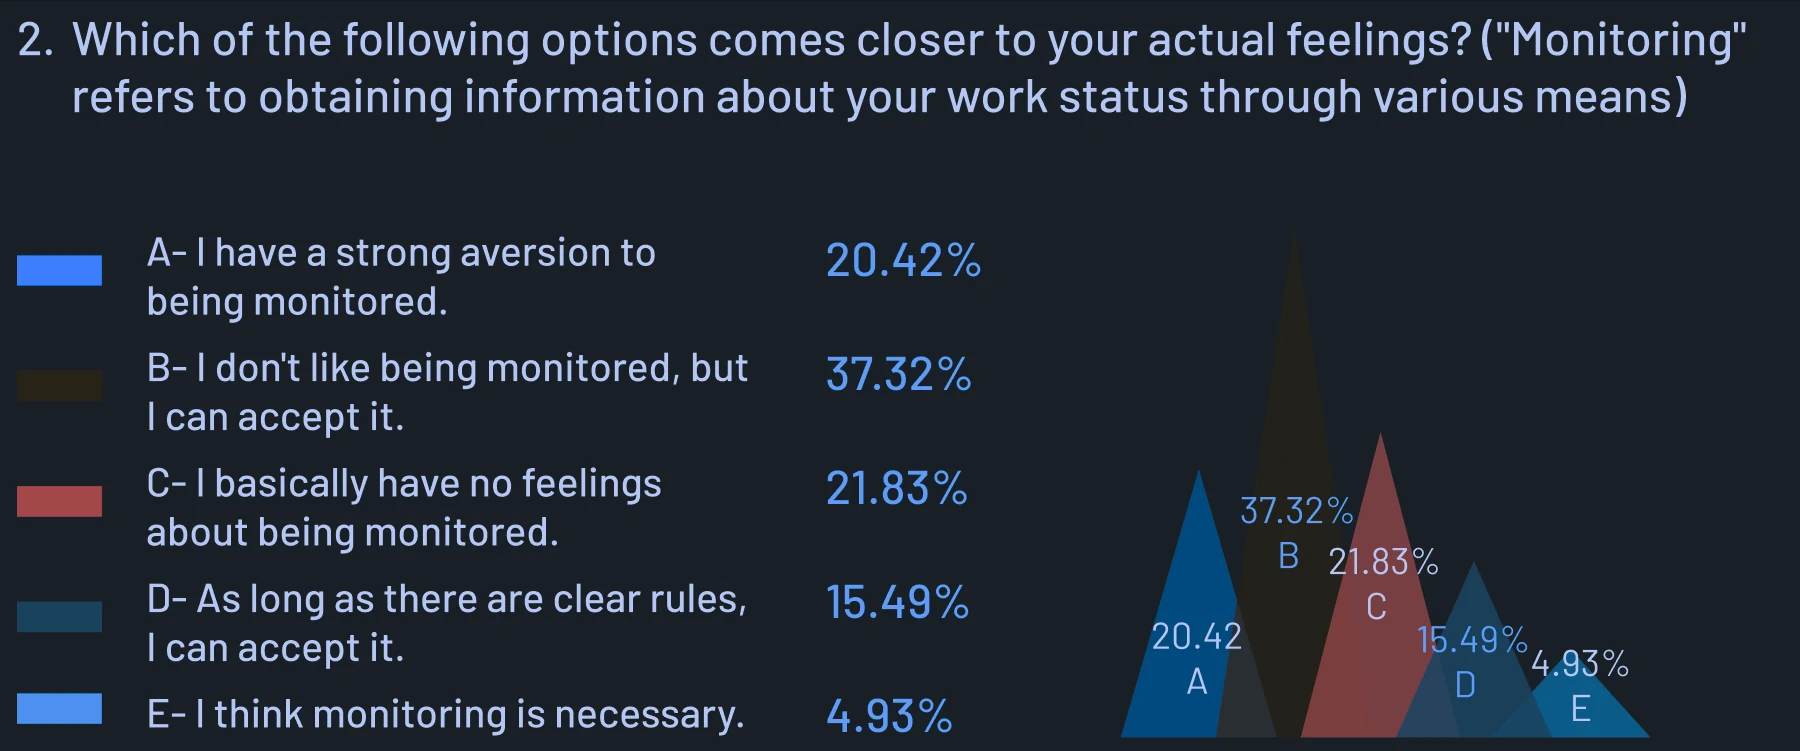 2. Which of the following options comes closer to your actual feelings? ("Monitoring"
refers to obtaining information about your work status through various means)
A- I have a strong aversion to
being monitored.
20.42%
B- I don't like being monitored, but
I can accept it.
37.32%
C- I basically have no feelings
about being monitored.
21.83%
D- As long as there are clear rules,
I can accept it.
15.49%
E- I think monitoring is necessary.
4.93%
20.42
A
37.32%
B
21.83%
C
15.49%
D
4.93%
E